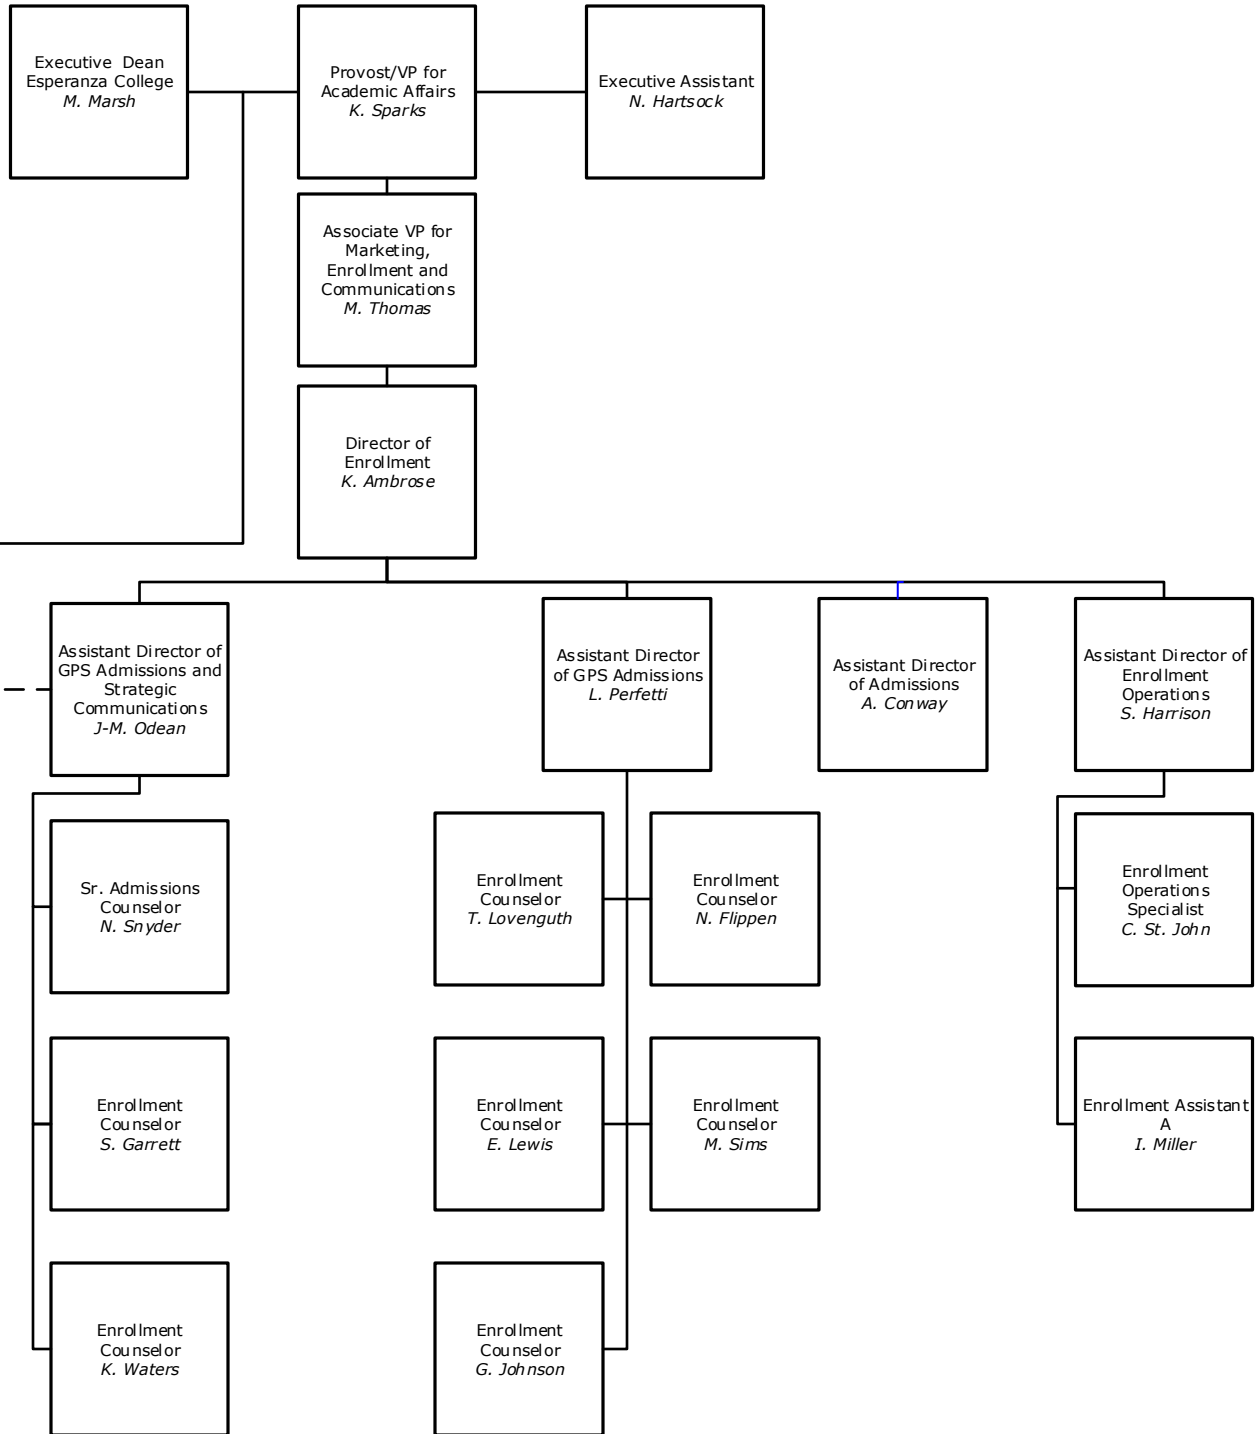 Executive Dean
Esperanza College
M. Marsh
Provost/VP for
Academic Affairs
K. Sparks
Executive Assistant
N. Hartsock
Associate VP for
Marketing,
Enrollment and
Communications
M. Thomas
Director of
Enrollment
K. Ambrose
Assistant Director of
GPS Admissions and
Strategic
Communications
J-M. Odean
Assistant Director
of GPS Admissions
L. Perfetti
Assistant Director
of Admissions
A. Conway
Assistant Director of
Enrollment
Operations
S. Harrison
Sr. Admissions
Counselor
N. Snyder
Enrollment
Counselor
T. Lovenguth
Enrollment
Counselor
N. Flippen
Enrollment
Operations
Specialist
C. St. John
Enrollment
Counselor
S. Garrett
Enrollment
Counselor
E. Lewis
Enrollment
Counselor
M. Sims
Enrollment Assistant
A
I. Miller
Enrollment
Counselor
K. Waters
Enrollment
Counselor
G. Johnson